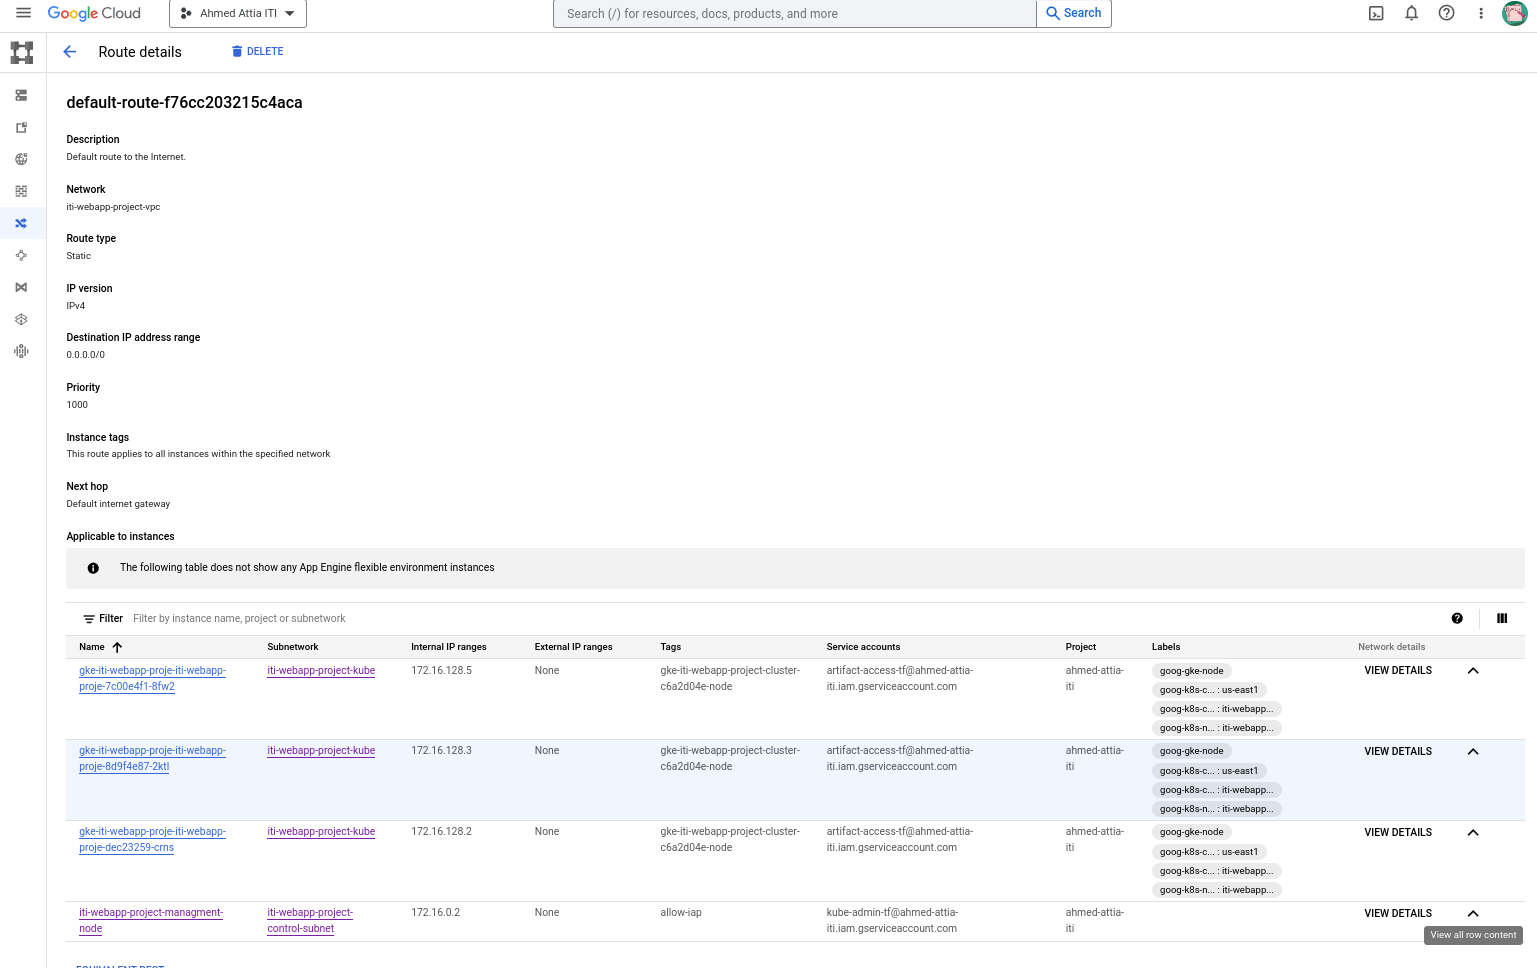 Google Cloud
Ahmed Attia ITI
Search (/) for resources, docs, products, and more
Search
Route details
DELETE
default-route-f76cc203215c4aca
Description
Default route to the Internet.
Network
iti-webapp-project-vpc
Route type
Static
IP version
IPv4
Destination IP address range
0.0.0.0/0
Priority
1000
Instance tags
This route applies to all instances within the specified network
Next hop
Default internet gateway
Applicable to instances
The following table does not show any App Engine flexible environment instances
Filter Filter by instance name, project or subnetwork
Name Subnetwork Internal IP ranges External IP ranges Tags Service accounts Project Labels Network details
gke-iti-webapp-proje-iti-webapp- iti-webapp-project-kube 172.16.128.5 None gke-iti-webapp-project-cluster- artifact-access-tf@ahmed-attia- ahmed-attia- goog-gke-node VIEW DETAILS
proje-7c00e4f1-8fw2 c6a2d04e-node iti.iam.gserviceaccount.com iti goog-k8s-c... : us-east1
goog-k8s-c... : iti-webapp...
goog-k8s-n... : iti-webapp...
gke-iti-webapp-proje-iti-webapp- iti-webapp-project-kube 172.16.128.3 None gke-iti-webapp-project-cluster- artifact-access-tf@ahmed-attia- ahmed-attia- goog-gke-node VIEW DETAILS
proje-8d9f4e87-2ktl c6a2d04e-node iti.iam.gserviceaccount.com iti goog-k8s-c... : us-east1
goog-k8s-c... : iti-webapp...
goog-k8s-n... : iti-webapp...
gke-iti-webapp-proje-iti-webapp- iti-webapp-project-kube 172.16.128.2 None gke-iti-webapp-project-cluster- artifact-access-tf@ahmed-attia- ahmed-attia- goog-gke-node VIEW DETAILS
proje-dec23259-crns c6a2d04e-node iti.iam.gserviceaccount.com iti goog-k8s-c... : us-east1
goog-k8s-c... : iti-webapp...
goog-k8s-n... : iti-webapp...
iti-webapp-project-managment- iti-webapp-project- 172.16.0.2 None allow-iap kube-admin-tf@ahmed-attia- ahmed-attia- VIEW DETAILS
node control-subnet iti.iam.gserviceaccount.com iti
View all row content
EQUIVALENT REST